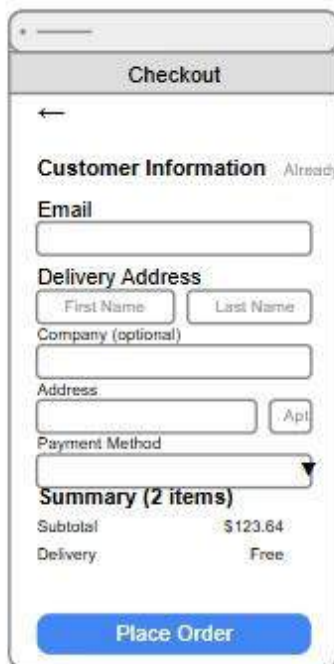 Checkout
←
Customer Information Already
Email
Delivery Address
First Name Last Name
Company (optional)
Address
Apt
Payment Method
▼
Summary (2 items)
Subtotal $123.64
Delivery Free
Place Order